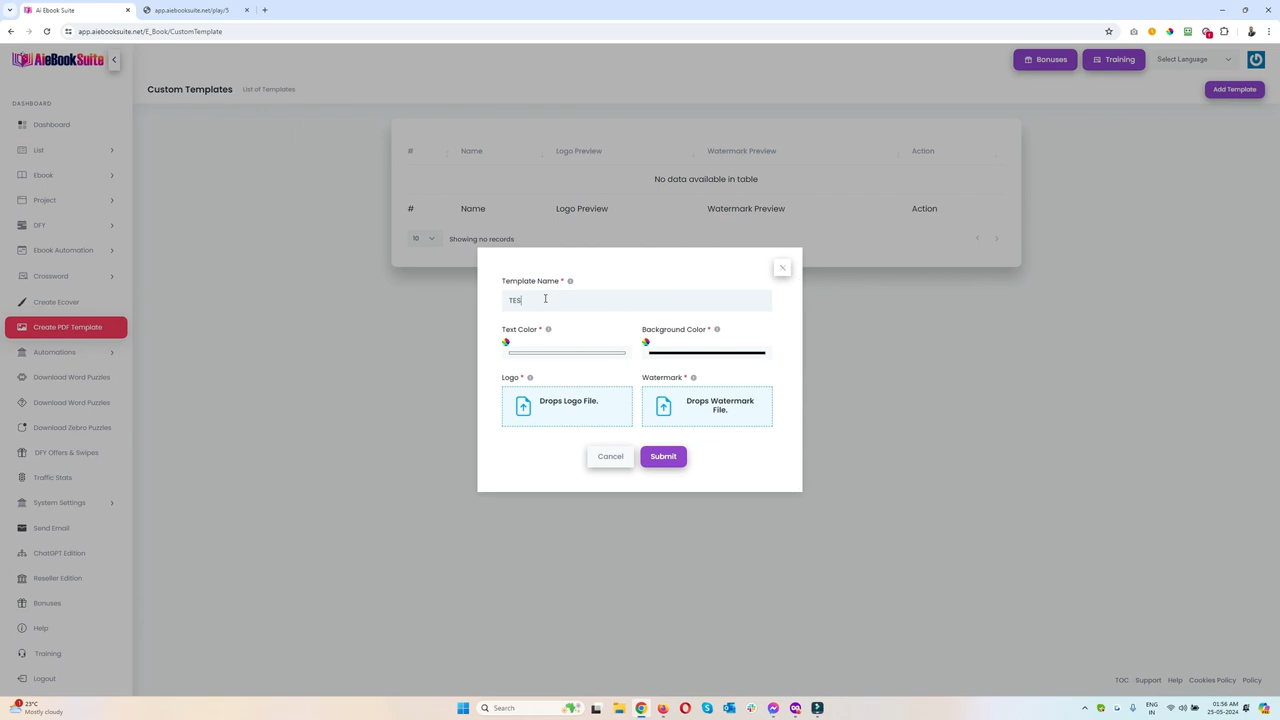 Ai Ebook Suite
app.aiebooksuite.net/play/5
app.aiebooksuite.net/E_Book/CustomTemplate
AieBookSuite
Bonuses
Training
Select Language
Custom Templates
List of Templates
Add Template
DASHBOARD
Dashboard
List
Ebook
Project
DFY
Ebook Automation
Crossword
Create Ecover
Create PDF Template
Automations
Download Word Puzzles
Download Word Puzzles
Download Zebro Puzzles
DFY Offers & Swipes
Traffic Stats
System Settings
Send Email
ChatGPT Edition
Reseller Edition
Bonuses
Help
Training
Logout
# Name Logo Preview Watermark Preview Action
No data available in table
# Name Logo Preview Watermark Preview Action
10 Showing no records
Template Name *
TES
Text Color * Background Color *
Logo * Watermark *
Drops Logo File.
Drops Watermark
File.
Cancel Submit
TOC Support Help Cookies Policy Policy
1
23°C
Mostly cloudy
Search
ENG
IN
01:56 AM
25-05-2024